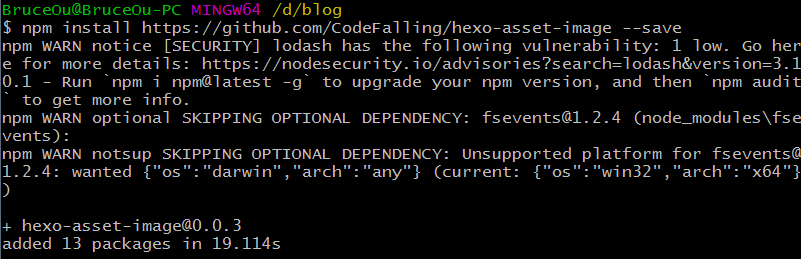 BruceOu@BruceOu-PC MINGW64 /d/blog
$ npm install https://github.com/CodeFalling/hexo-asset-image --save
npm WARN notice [SECURITY] lodash has the following vulnerability: 1 low. Go her
e for more details: https://nodesecurity.io/advisories?search=lodash&version=3.1
0.1 - Run `npm i npm@latest -g` to upgrade your npm version, and then `npm audit
` to get more info.
npm WARN optional SKIPPING OPTIONAL DEPENDENCY: fsevents@1.2.4 (node_modules\fse
vents):
npm WARN notsup SKIPPING OPTIONAL DEPENDENCY: Unsupported platform for fsevents@
1.2.4: wanted {"os":"darwin","arch":"any"} (current: {"os":"win32","arch":"x64"}
)
+ hexo-asset-image@0.0.3
added 13 packages in 19.114s